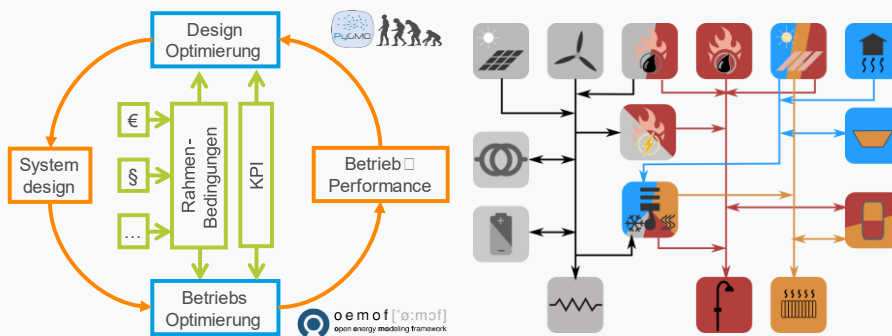 Design
Optimierung
PyGMO
€
§
...
Rahmen-
Bedingungen
KPI
System
design
Betrieb□
Performance
Betriebs
Optimierung
oemof ['ø:mɔf]
open energy modeling framework